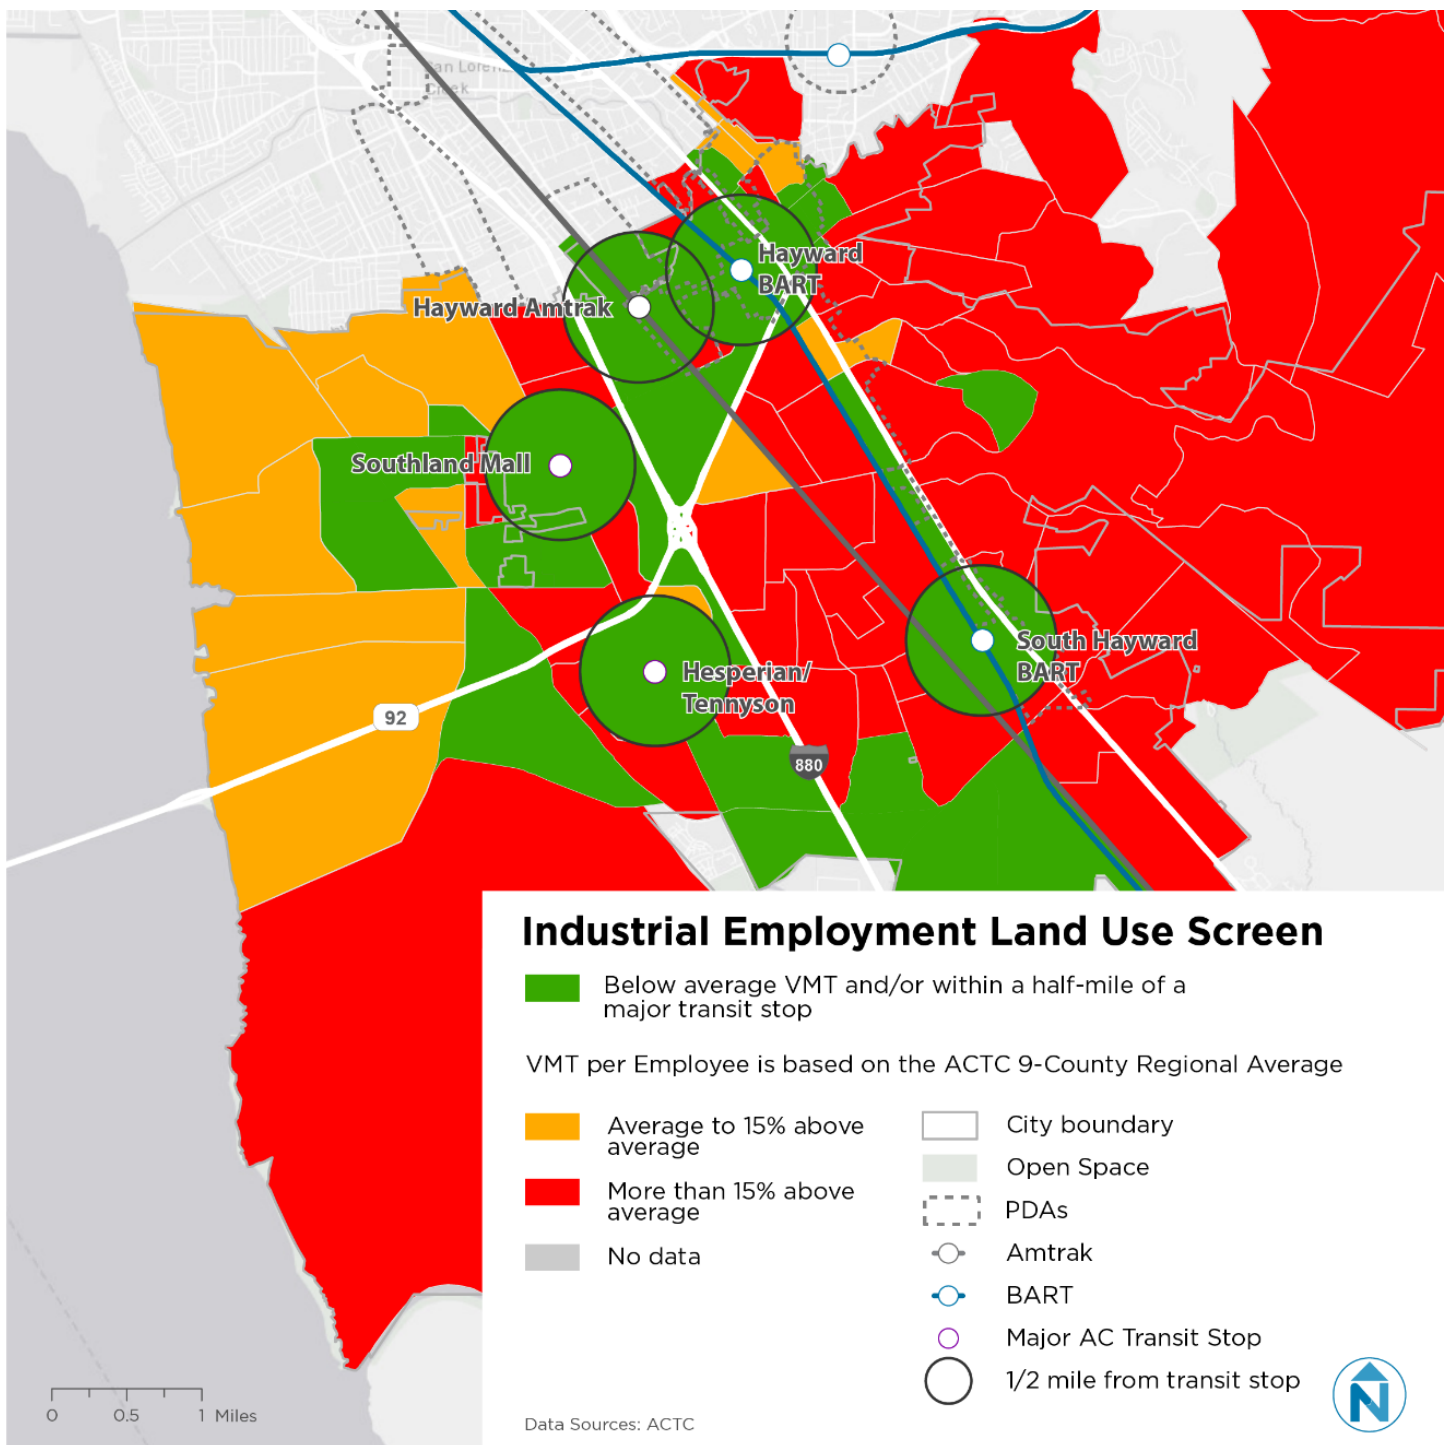 San Lorenzo
Creek
Hayward
BART
Hayward Amtrak
Southland Mall
South Hayward
BART
Hesperian/
Tennyson
92
880
Industrial Employment Land Use Screen
Below average VMT and/or within a half-mile of a
major transit stop
VMT per Employee is based on the ACTC 9-County Regional Average
Average to 15% above
average
More than 15% above
average
No data
City boundary
Open Space
PDAs
Amtrak
BART
Major AC Transit Stop
1/2 mile from transit stop
N
0 0.5 1 Miles
Data Sources: ACTC